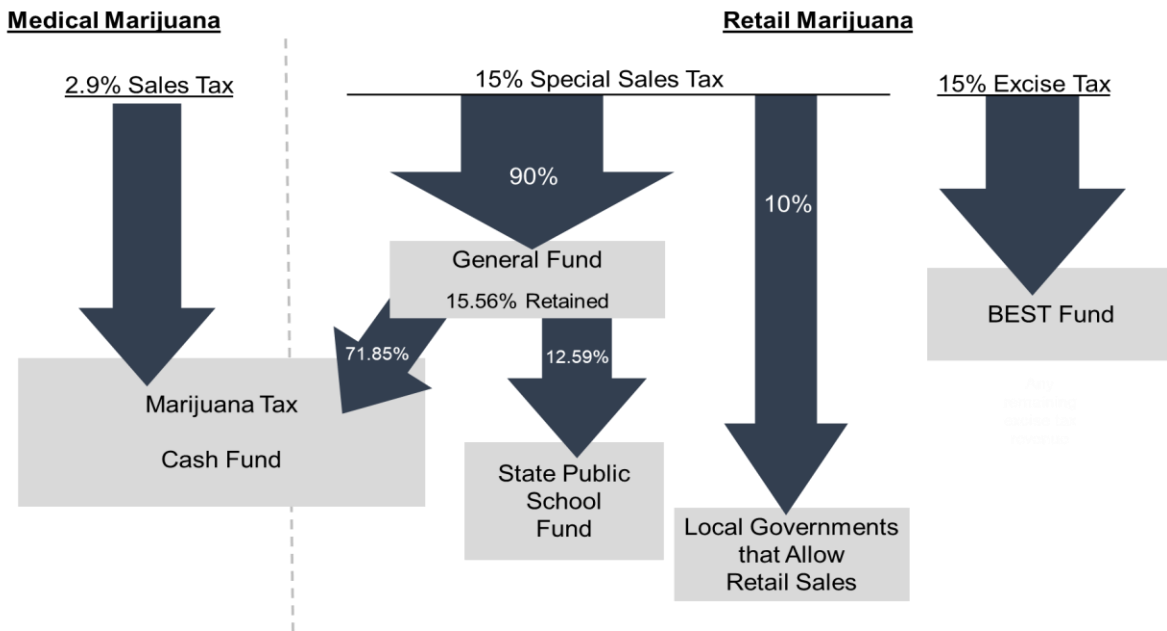 Medical Marijuana
Retail Marijuana
2.9% Sales Tax
15% Special Sales Tax
15% Excise Tax
90%
10%
General Fund
15.56% Retained
BEST Fund
71.85%
12.59%
Marijuana Tax
Cash Fund
State Public
School
Fund
Local Governments
that Allow
Retail Sales